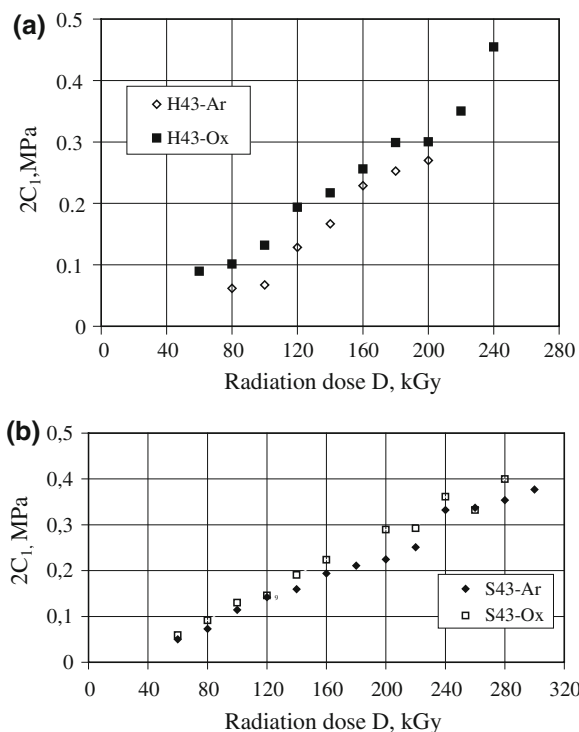 (a)
0.5
0.4
0.3
0.2
0.1
0
2C1,MPa
H43-Ar
H43-Ox
0 40 80 120 160 200 240 280
Radiation dose D, kGy
(b)
0,5
0,4
0,3
0,2
0,1
0
2C1, MPa
S43-Ar
S43-Ox
0 40 80 120 160 200 240 280 320
Radiation dose D, kGy